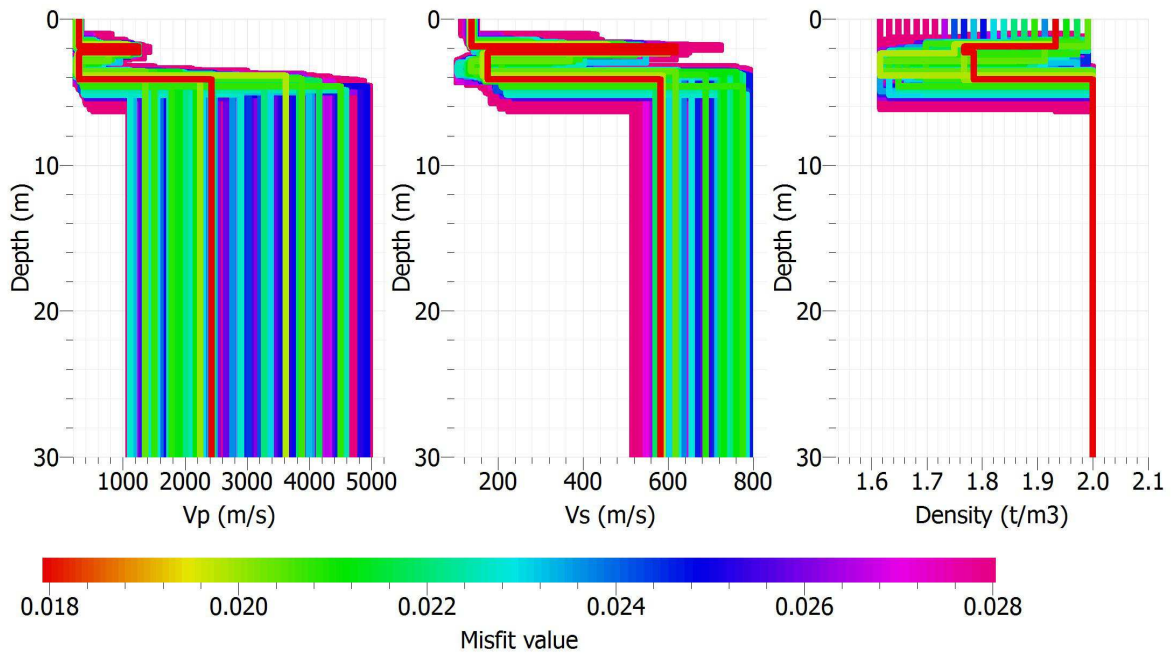 0
10
20
30
Depth (m)
1000 2000 3000 4000 5000
Vp (m/s)
0
10
20
30
Depth (m)
200 400 600 800
Vs (m/s)
0
10
20
30
Depth (m)
1.6 1.7 1.8 1.9 2.0 2.1
Density (t/m3)
0.018 0.020 0.022 0.024 0.026 0.028
Misfit value